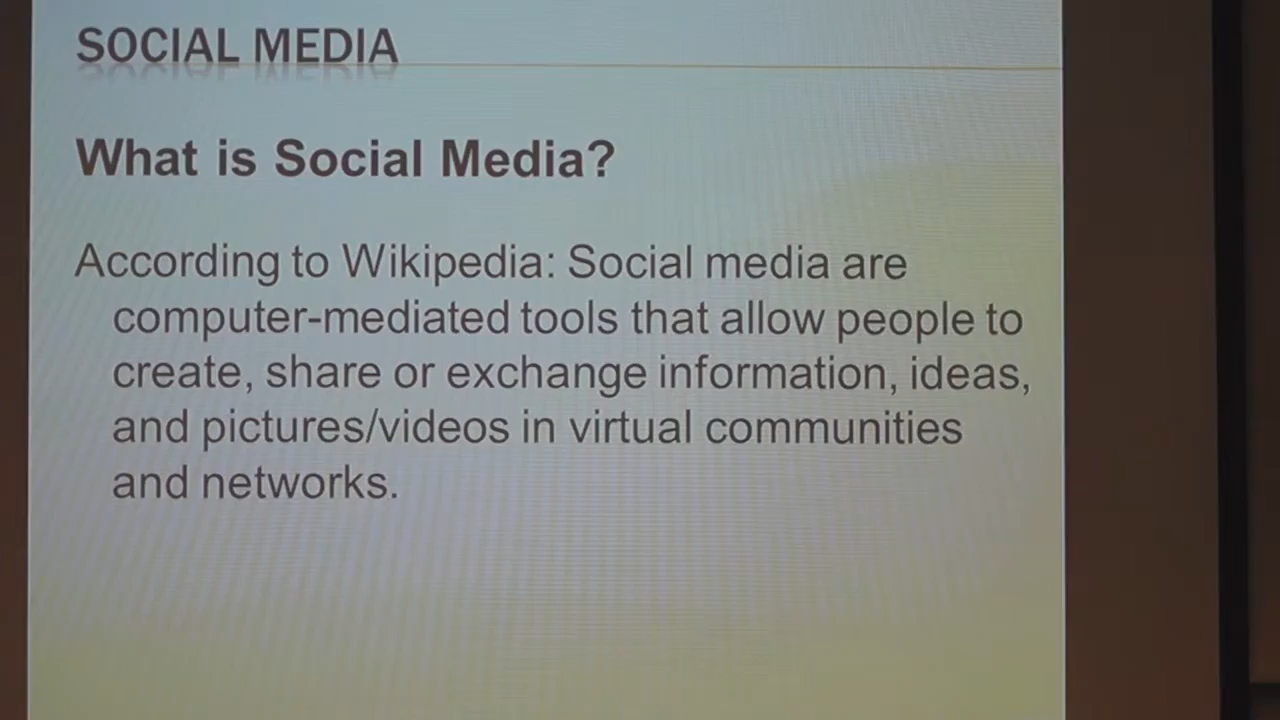 SOCIAL MEDIA
What is Social Media?
According to Wikipedia: Social media are
computer-mediated tools that allow people to
create, share or exchange information, ideas,
and pictures/videos in virtual communities
and networks.